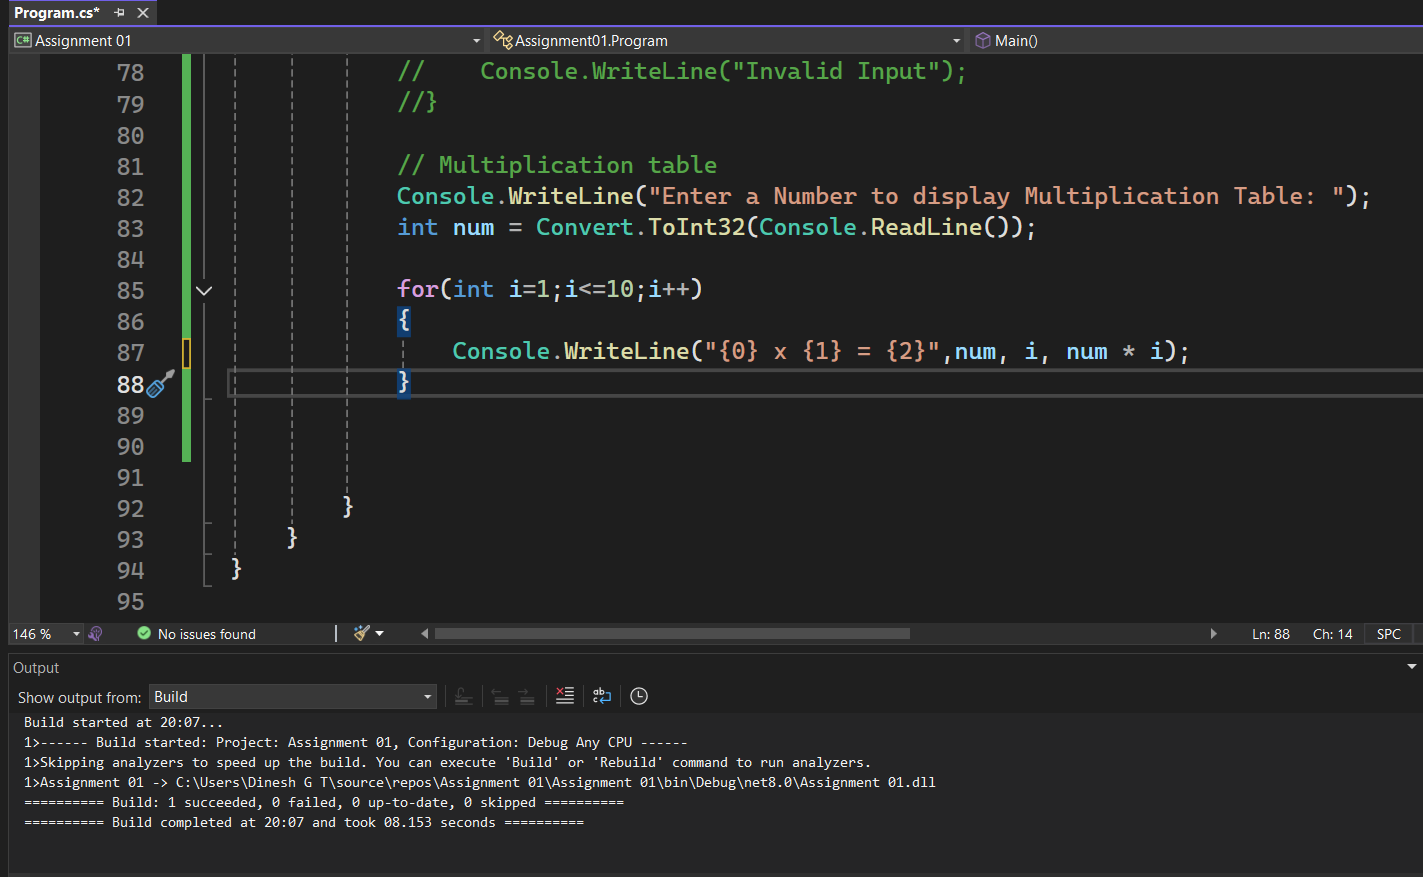 Program.cs*
Assignment 01 Assignment01.Program Main()
78 //    Console.WriteLine("Invalid Input");
79 //}
80
81 // Multiplication table
82 Console.WriteLine("Enter a Number to display Multiplication Table: ");
83 int num = Convert.ToInt32(Console.ReadLine());
84
85 for(int i=1;i<=10;i++)
86 {
87     Console.WriteLine("{0} x {1} = {2}",num, i, num * i);
88 }
89
90
91
92 }
93 }
94 }
95
146 % No issues found Ln: 88 Ch: 14 SPC
Output
Show output from: Build
Build started at 20:07...
1>------ Build started: Project: Assignment 01, Configuration: Debug Any CPU ------
1>Skipping analyzers to speed up the build. You can execute 'Build' or 'Rebuild' command to run analyzers.
1>Assignment 01 -> C:\Users\Dinesh G T\source\repos\Assignment 01\Assignment 01\bin\Debug\net8.0\Assignment 01.dll
========== Build: 1 succeeded, 0 failed, 0 up-to-date, 0 skipped ==========
========== Build completed at 20:07 and took 08.153 seconds ==========